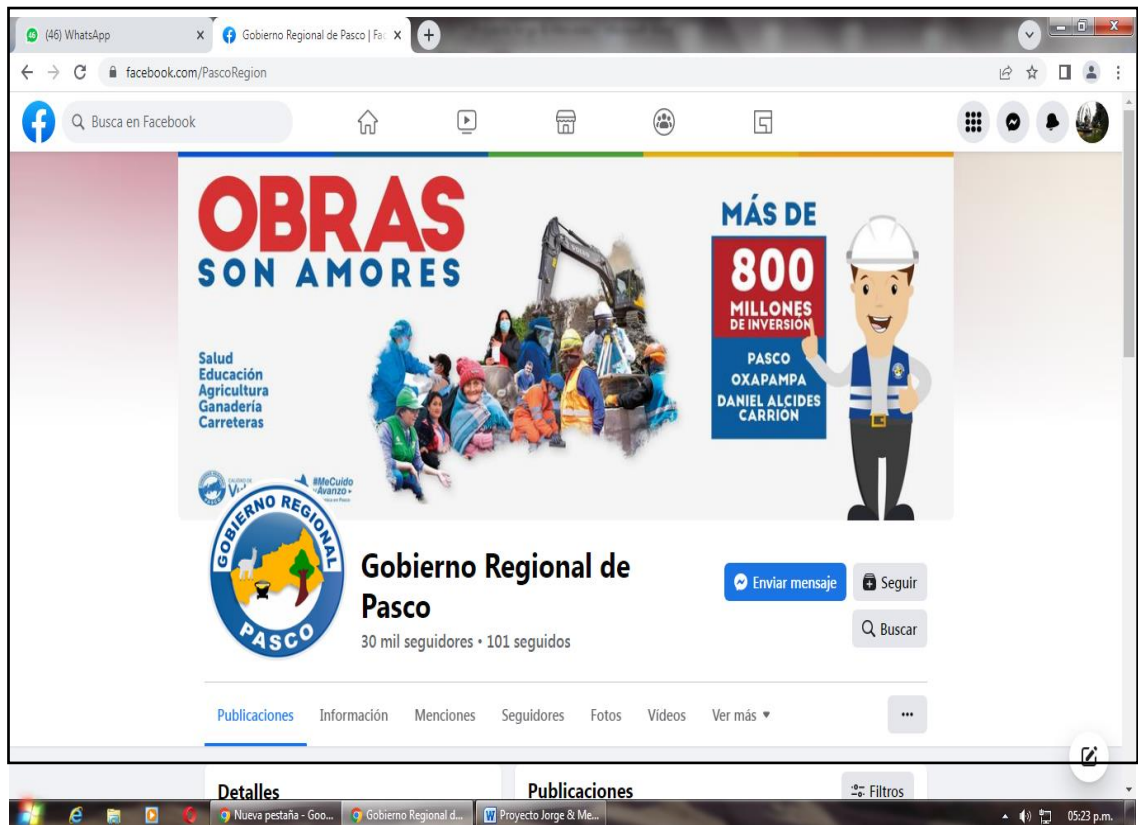 (46) WhatsApp
Gobierno Regional de Pasco | Fac
facebook.com/PascoRegion
Busca en Facebook
OBRAS
SON AMORES
Salud
Educación
Agricultura
Ganadería
Carreteras
#MeCuido
Avanzo
MÁS DE
800
MILLONES
DE INVERSIÓN
PASCO
OXAPAMPA
DANIEL ALCIDES
CARRIÓN
GOBIERNO REGIONAL
PASCO
Gobierno Regional de
Pasco
30 mil seguidores • 101 seguidos
Enviar mensaje
Seguir
Buscar
Publicaciones Información Menciones Seguidores Fotos Vídeos Ver más
Detalles
Publicaciones
Filtros
Nueva pestaña - Goo...
Gobierno Regional d...
Proyecto Jorge & Me...
05:23 p.m.